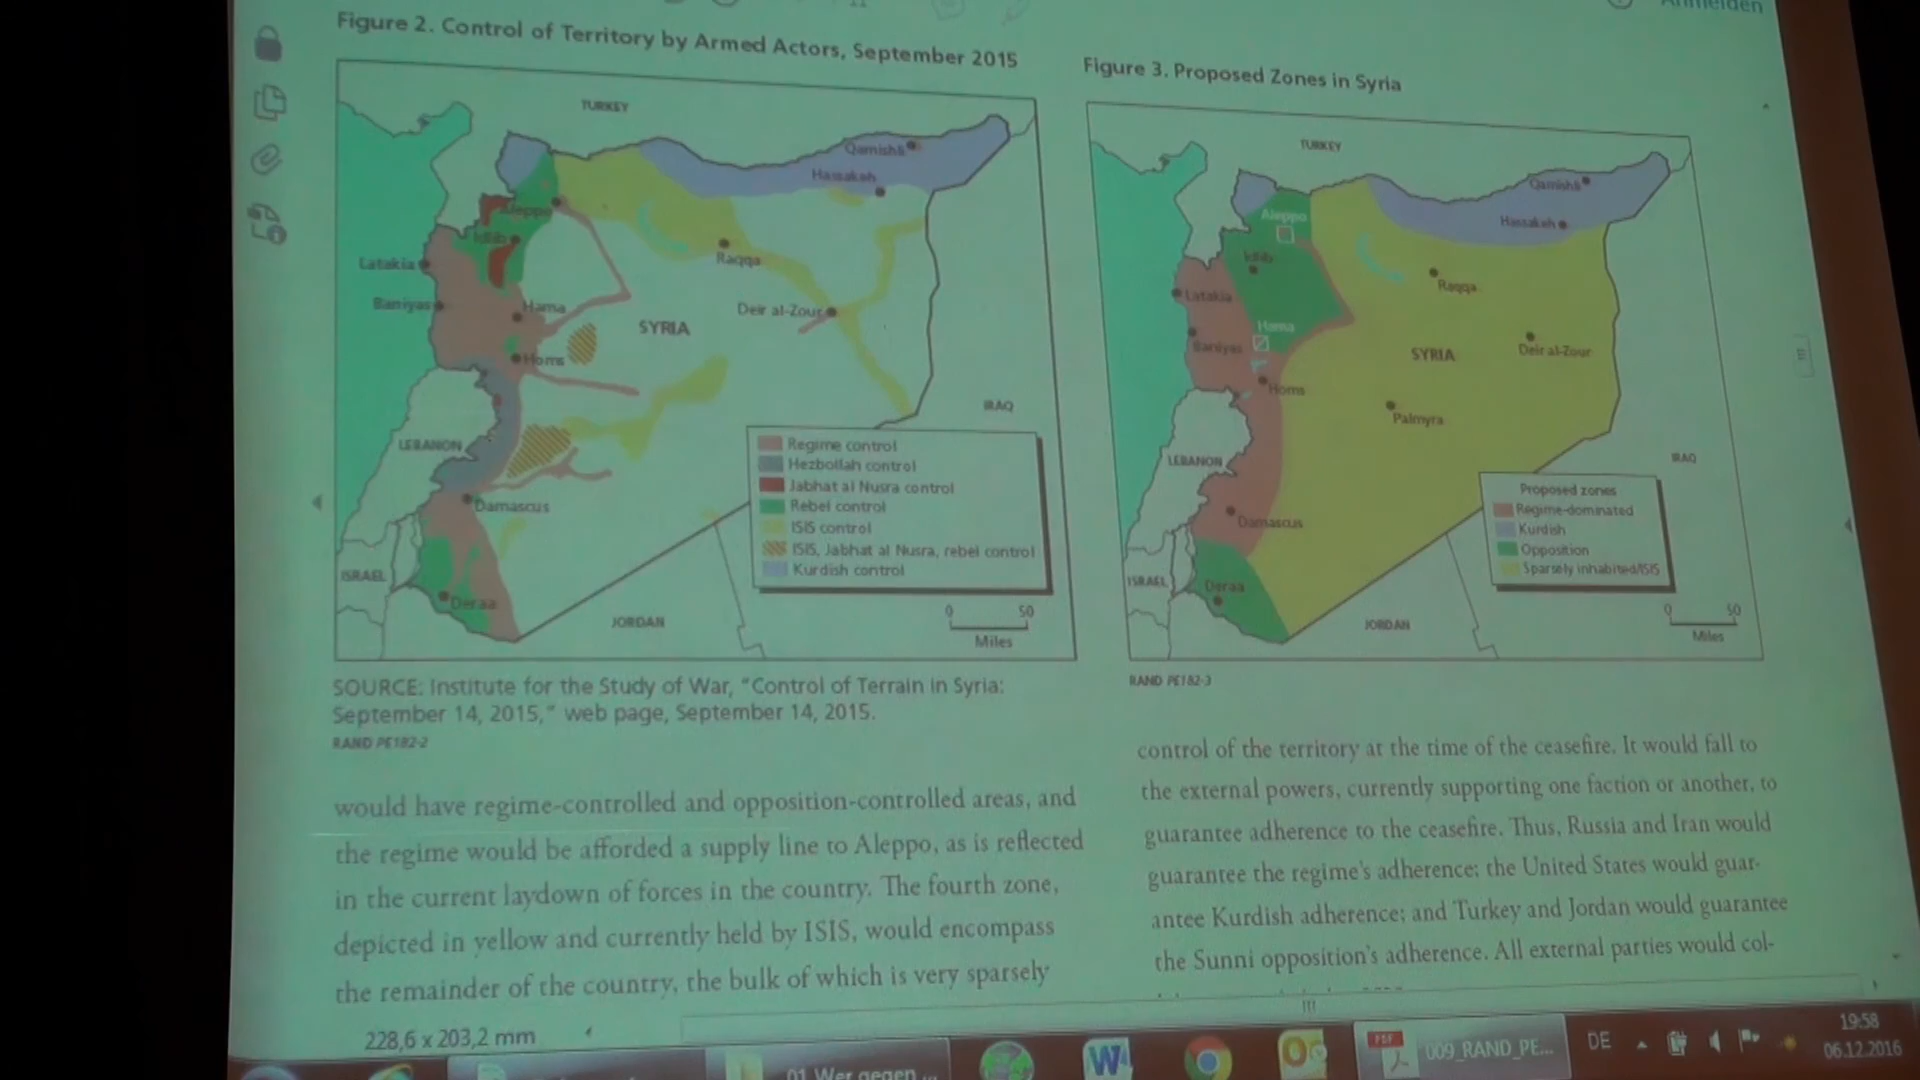 Anmelden
Figure 2. Control of Territory by Armed Actors, September 2015
TURKEY
Qamishli
Hassakeh
Aleppo
Idlib
Latakia
Raqqa
Baniyas
Hama
Deir al-Zour
SYRIA
Homs
IRAQ
LEBANON
Damascus
ISRAEL
Deraa
JORDAN
Regime control
Hezbollah control
Jabhat al Nusra control
Rebel control
ISIS control
ISIS, Jabhat al Nusra, rebel control
Kurdish control
0 50
Miles
SOURCE: Institute for the Study of War, "Control of Terrain in Syria:
September 14, 2015," web page, September 14, 2015.
RAND PE182-2
would have regime-controlled and opposition-controlled areas, and
the regime would be afforded a supply line to Aleppo, as is reflected
in the current laydown of forces in the country. The fourth zone,
depicted in yellow and currently held by ISIS, would encompass
the remainder of the country, the bulk of which is very sparsely
Figure 3. Proposed Zones in Syria
TURKEY
Qamishli
Hassakeh
Aleppo
Idlib
Latakia
Raqqa
Hama
Baniyas
SYRIA
Deir al-Zour
Homs
Palmyra
LEBANON
IRAQ
Damascus
ISRAEL
Deraa
JORDAN
Proposed zones
Regime-dominated
Kurdish
Opposition
Sparsely inhabited/ISIS
0 50
Miles
RAND PE182-3
control of the territory at the time of the ceasefire. It would fall to
the external powers, currently supporting one faction or another, to
guarantee adherence to the ceasefire. Thus, Russia and Iran would
guarantee the regime's adherence; the United States would guar-
antee Kurdish adherence; and Turkey and Jordan would guarantee
the Sunni opposition's adherence. All external parties would col-
228,6 x 203,2 mm
01 Wer gegen ...
PDF
009_RAND_PE...
DE
19:58
06.12.2016